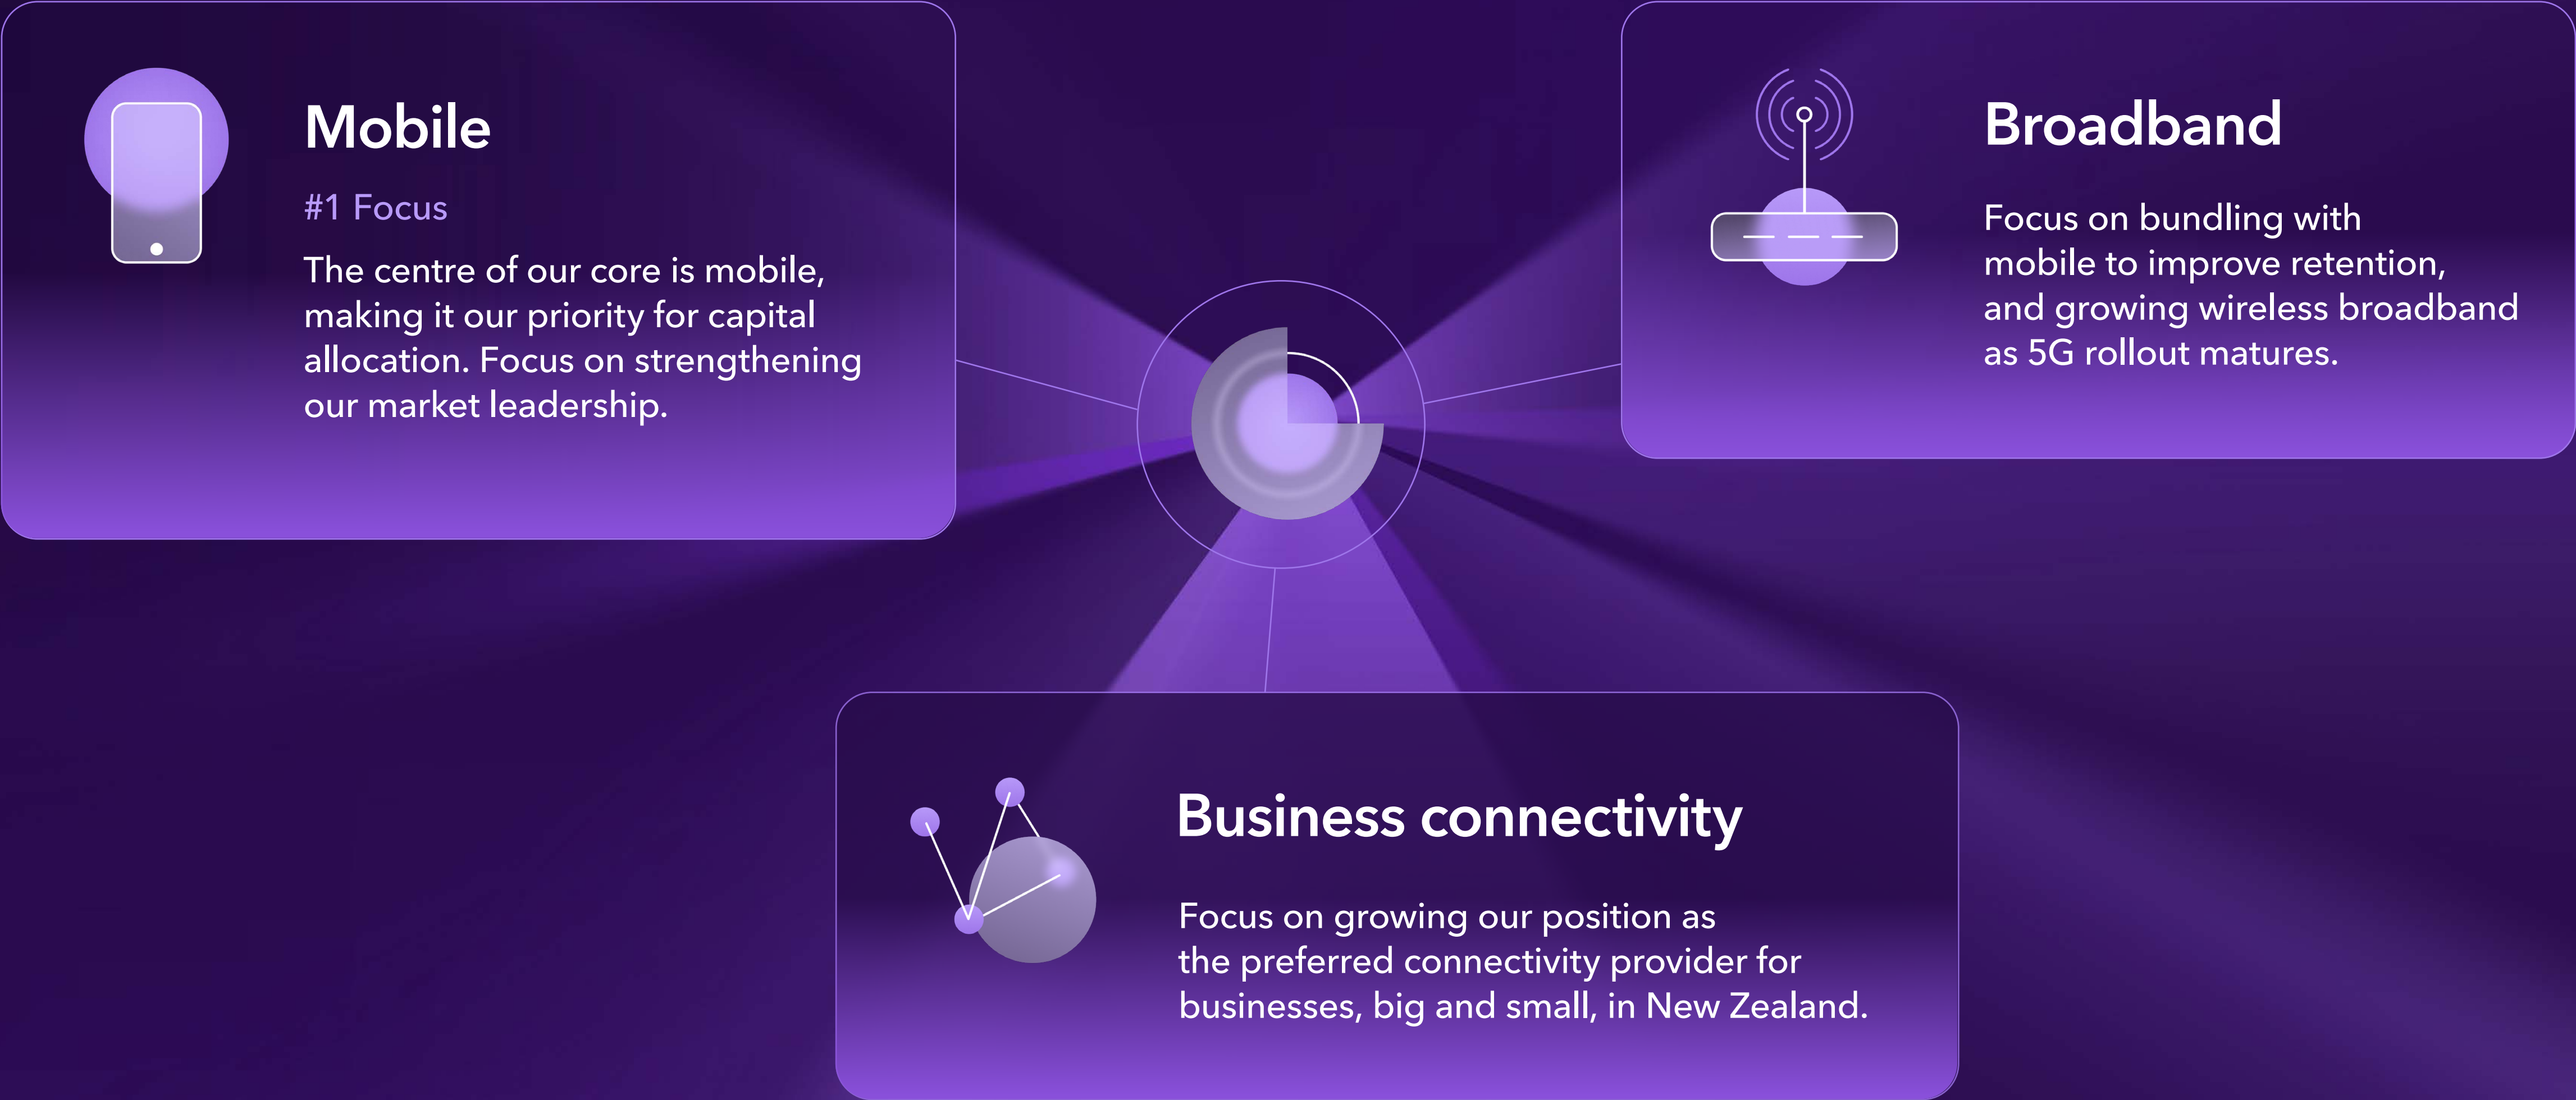 Mobile
#1 Focus
The centre of our core is mobile,
making it our priority for capital
allocation. Focus on strengthening
our market leadership.
Broadband
Focus on bundling with
mobile to improve retention,
and growing wireless broadband
as 5G rollout matures.
Business connectivity
Focus on growing our position as
the preferred connectivity provider for
businesses, big and small, in New Zealand.